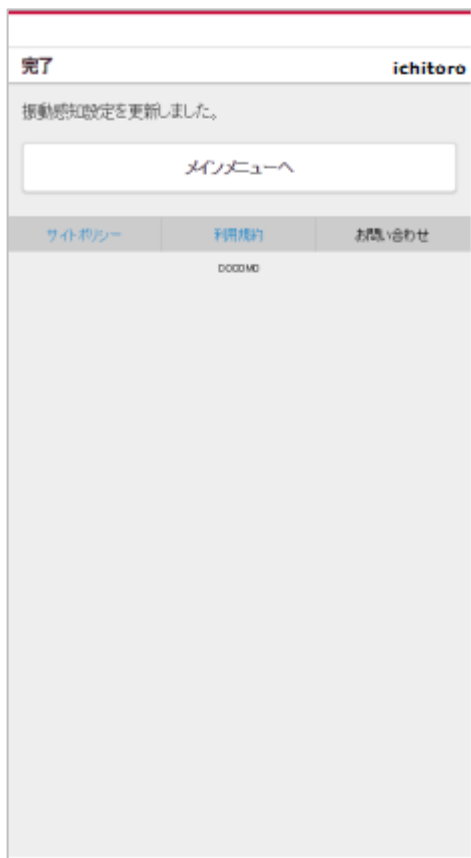 完了 ichitoro
振動感知設定を更新しました。
メインメニューへ
サイトポリシー 利用規約 お問い合わせ
DOCOMO